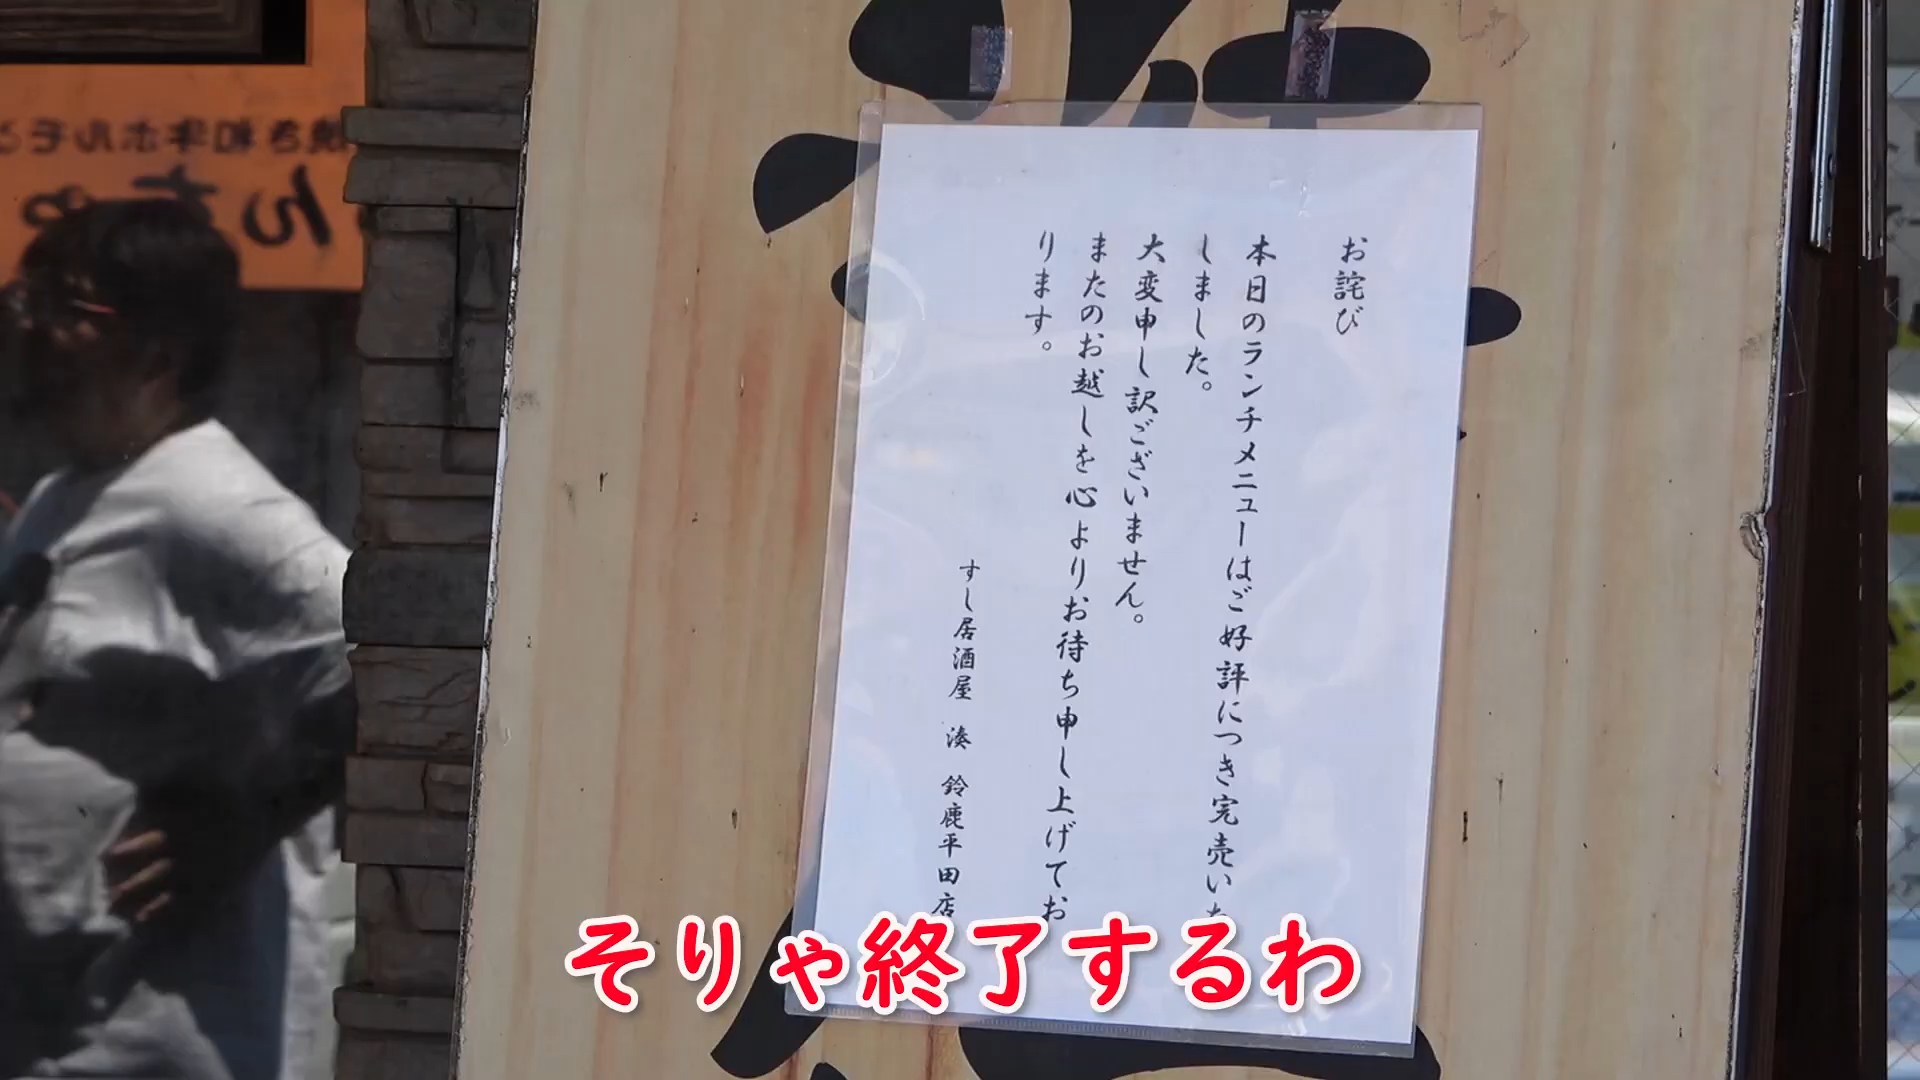 お詫び
本日のランチメニューはご好評につき完売いた
しました。
大変申し訳ございません。
またのお越しを心よりお待ち申し上げてお
ります。
すし居酒屋 湊 鈴鹿平田店
そりゃ終了するわ